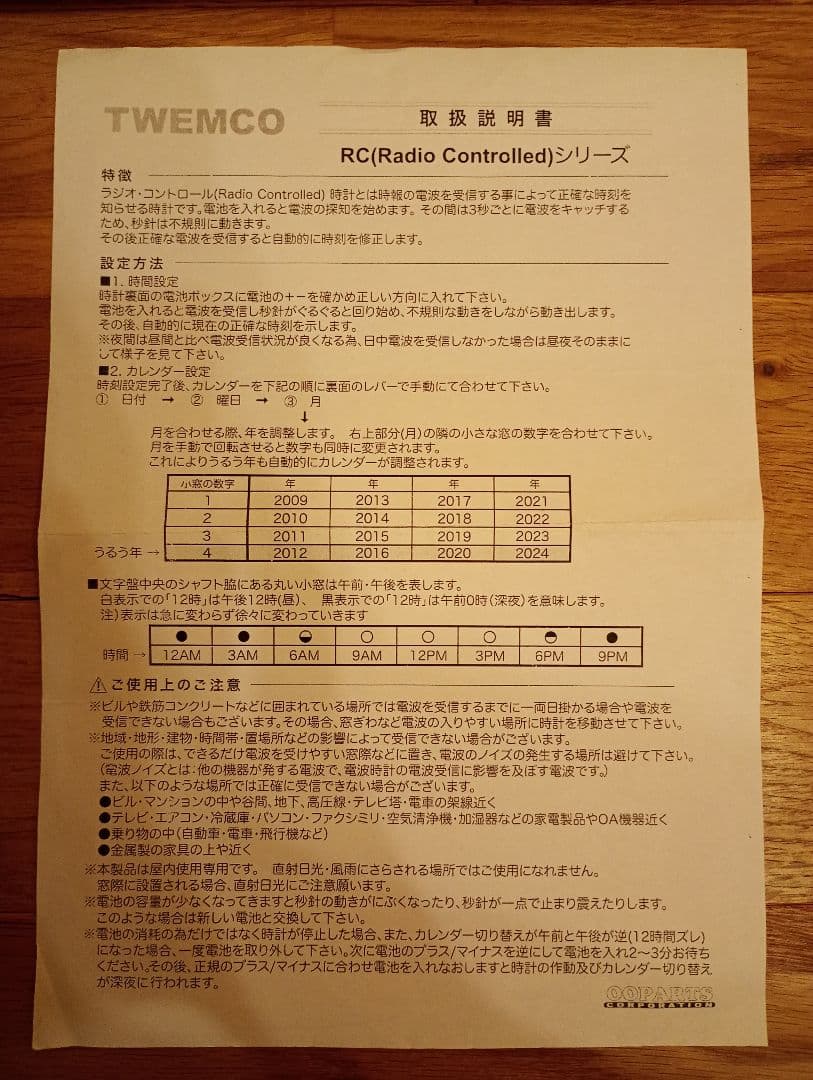 TWEMCO
取扱説明書
RC(Radio Controlled)シリーズ
特徴
ラジオ・コントロール(Radio Controlled) 時計とは時報の電波を受信する事によって正確な時刻を
知らせる時計です。電池を入れると電波の探知を始めます。その間は3秒ごとに電波をキャッチする
ため、秒針は不規則に動きます。
その後正確な電波を受信すると自動的に時刻を修正します。
設定方法
■1. 時間設定
時計裏面の電池ボックスに電池の＋−を確かめ正しい方向に入れて下さい。
電池を入れると電波を受信し秒針がぐるぐると回り始め、不規則な動きをしながら動き出します。
その後、自動的に現在の正確な時刻を示します。
※夜間は昼間と比べ電波受信状況が良くなる為、日中電波を受信しなかった場合は昼夜そのままに
して様子を見て下さい。
■2. カレンダー設定
時刻設定完了後、カレンダーを下記の順に裏面のレバーで手動にて合わせて下さい。
① 日付 → ② 曜日 → ③ 月
↓
月を合わせる際、年を調整します。 右上部分(月)の隣の小さな窓の数字を合わせて下さい。
月を手動で回転させると数字も同時に変更されます。
これによりうるう年も自動的にカレンダーが調整されます。
小窓の数字 年 年 年 年
1 2009 2013 2017 2021
2 2010 2014 2018 2022
3 2011 2015 2019 2023
うるう年 → 4 2012 2016 2020 2024
■文字盤中央のシャフト脇にある丸い小窓は午前・午後を表します。
白表示での「12時」は午後12時(昼)、 黒表示での「12時」は午前0時(深夜)を意味します。
注)表示は急に変わらず徐々に変わっていきます
● ● ◒ ○ ○ ○ ◓ ●
時間 → 12AM 3AM 6AM 9AM 12PM 3PM 6PM 9PM
⚠ご使用上のご注意
※ビルや鉄筋コンクリートなどに囲まれている場所では電波を受信するまでに一両日掛かる場合や電波を
受信できない場合もございます。その場合、窓ぎわなど電波の入りやすい場所に時計を移動させて下さい。
※地域・地形・建物・時間帯・置場所などの影響によって受信できない場合がございます。
ご使用の際は、できるだけ電波を受けやすい窓際などに置き、電波のノイズの発生する場所は避けて下さい。
(電波ノイズとは：他の機器が発する電波で、電波時計の電波受信に影響を及ぼす電波です。)
また、以下のような場所では正確に受信できない場合がございます。
●ビル・マンションの中や谷間、地下、高圧線・テレビ塔・電車の架線近く
●テレビ・エアコン・冷蔵庫・パソコン・ファクシミリ・空気清浄機・加湿器などの家電製品やOA機器近く
●乗り物の中(自動車・電車・飛行機など)
●金属製の家具の上や近く
※本製品は屋内使用専用です。 直射日光・風雨にさらされる場所ではご使用になれません。
窓際に設置される場合、直射日光にご注意願います。
※電池の容量が少なくなってきますと秒針の動きがにぶくなったり、秒針が一点で止まり震えたりします。
このような場合は新しい電池と交換して下さい。
※電池の消耗の為だけではなく時計が停止した場合、また、カレンダー切り替えが午前と午後が逆(12時間ズレ)
になった場合、一度電池を取り外して下さい。次に電池のプラス/マイナスを逆にして電池を入れ2〜3分お待ち
ください。その後、正規のプラス/マイナスに合わせ電池を入れなおしますと時計の作動及びカレンダー切り替え
が深夜に行われます。
OOPARTS
CORPORATION